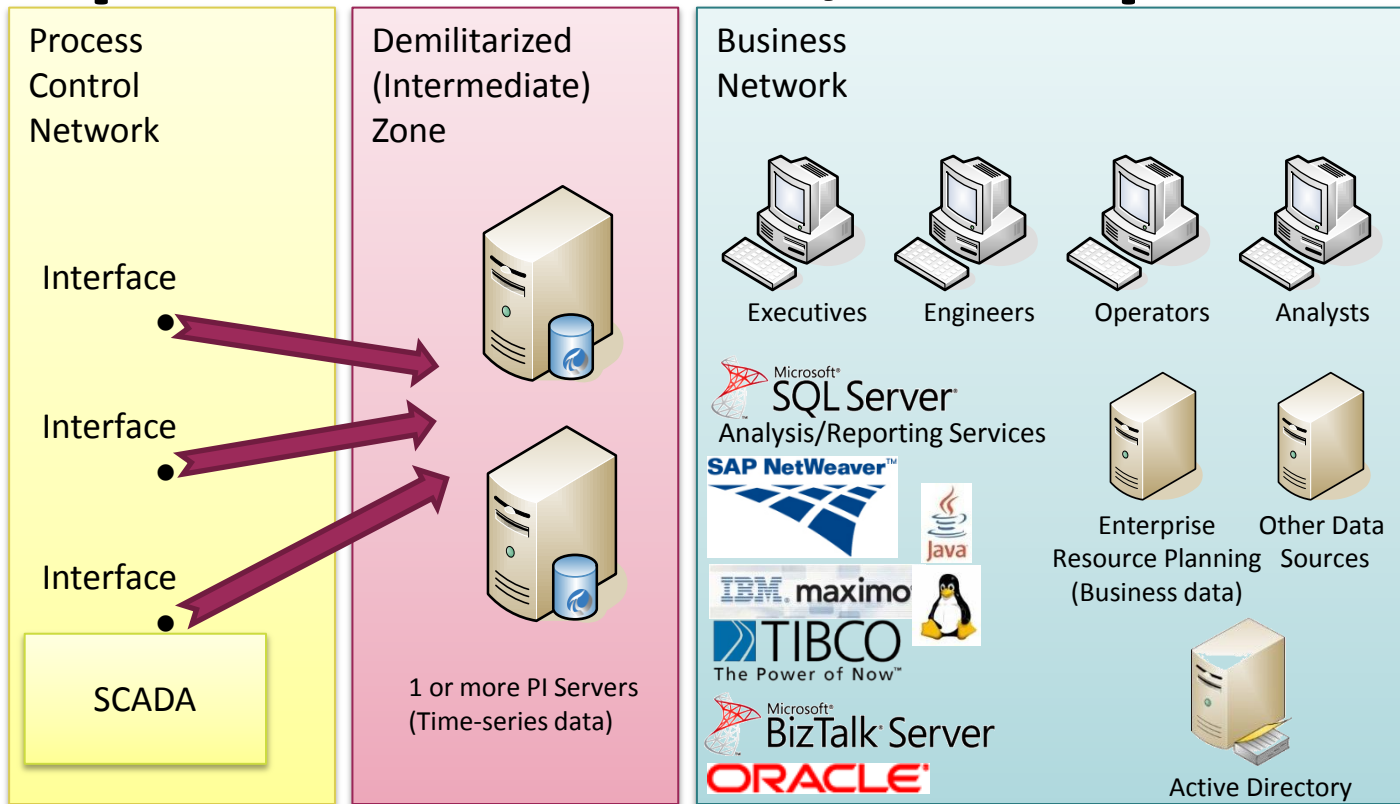 Process
Control
Network
Interface
Interface
Interface
SCADA
Demilitarized
(Intermediate)
Zone
1 or more PI Servers
(Time-series data)
Business
Network
Executives
Engineers
Operators
Analysts
Microsoft®
SQL Server®
Analysis/Reporting Services
SAP NetWeaver™
Java
IBM. maximo
TIBCO
The Power of Now™
Microsoft®
BizTalk® Server
ORACLE®
Enterprise
Resource Planning
(Business data)
Other Data
Sources
Active Directory